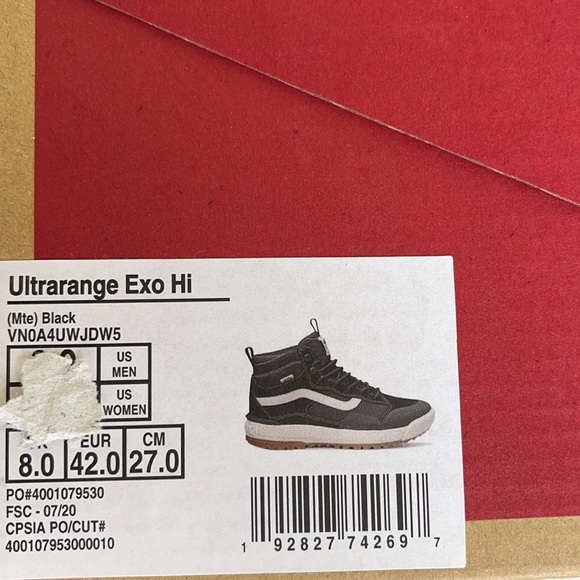 Ultrarange Exo Hi
(Mte) Black
VN0A4UWJDW5
US
MEN
US
WOMEN
EUR CM
8.0 42.0 27.0
PO#4001079530
FSC - 07/20
CPSIA PO/CUT#
400107953000010
1 92827 74269 7